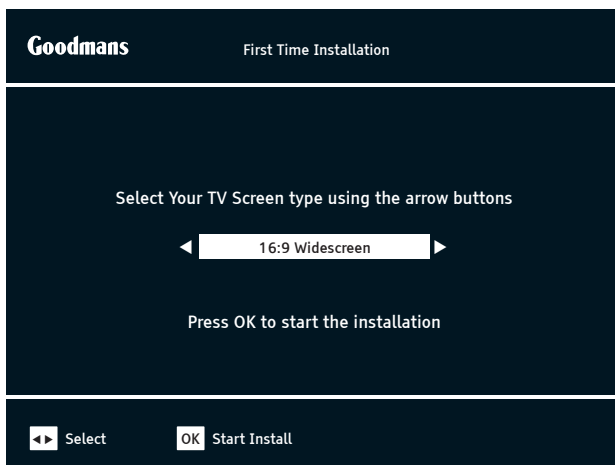 Goodmans
First Time Installation
Select Your TV Screen type using the arrow buttons
16:9 Widescreen
Press OK to start the installation
Select
OK Start Install